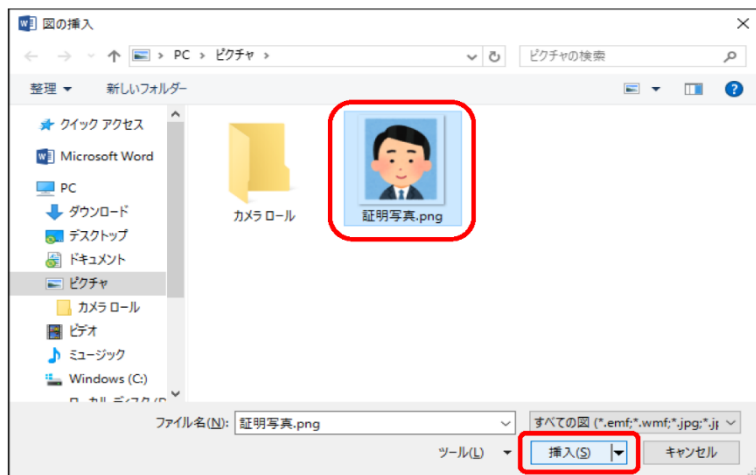 図の挿入
PC › ピクチャ ›
ピクチャの検索
整理
新しいフォルダー
クイック アクセス
Microsoft Word
PC
ダウンロード
デスクトップ
ドキュメント
ピクチャ
カメラ ロール
ビデオ
ミュージック
Windows (C:)
カメラ ロール
証明写真.png
ファイル名(N):
証明写真.png
すべての図 (*.emf;*.wmf;*.jpg;*.j
ツール(L)
挿入(S)
キャンセル